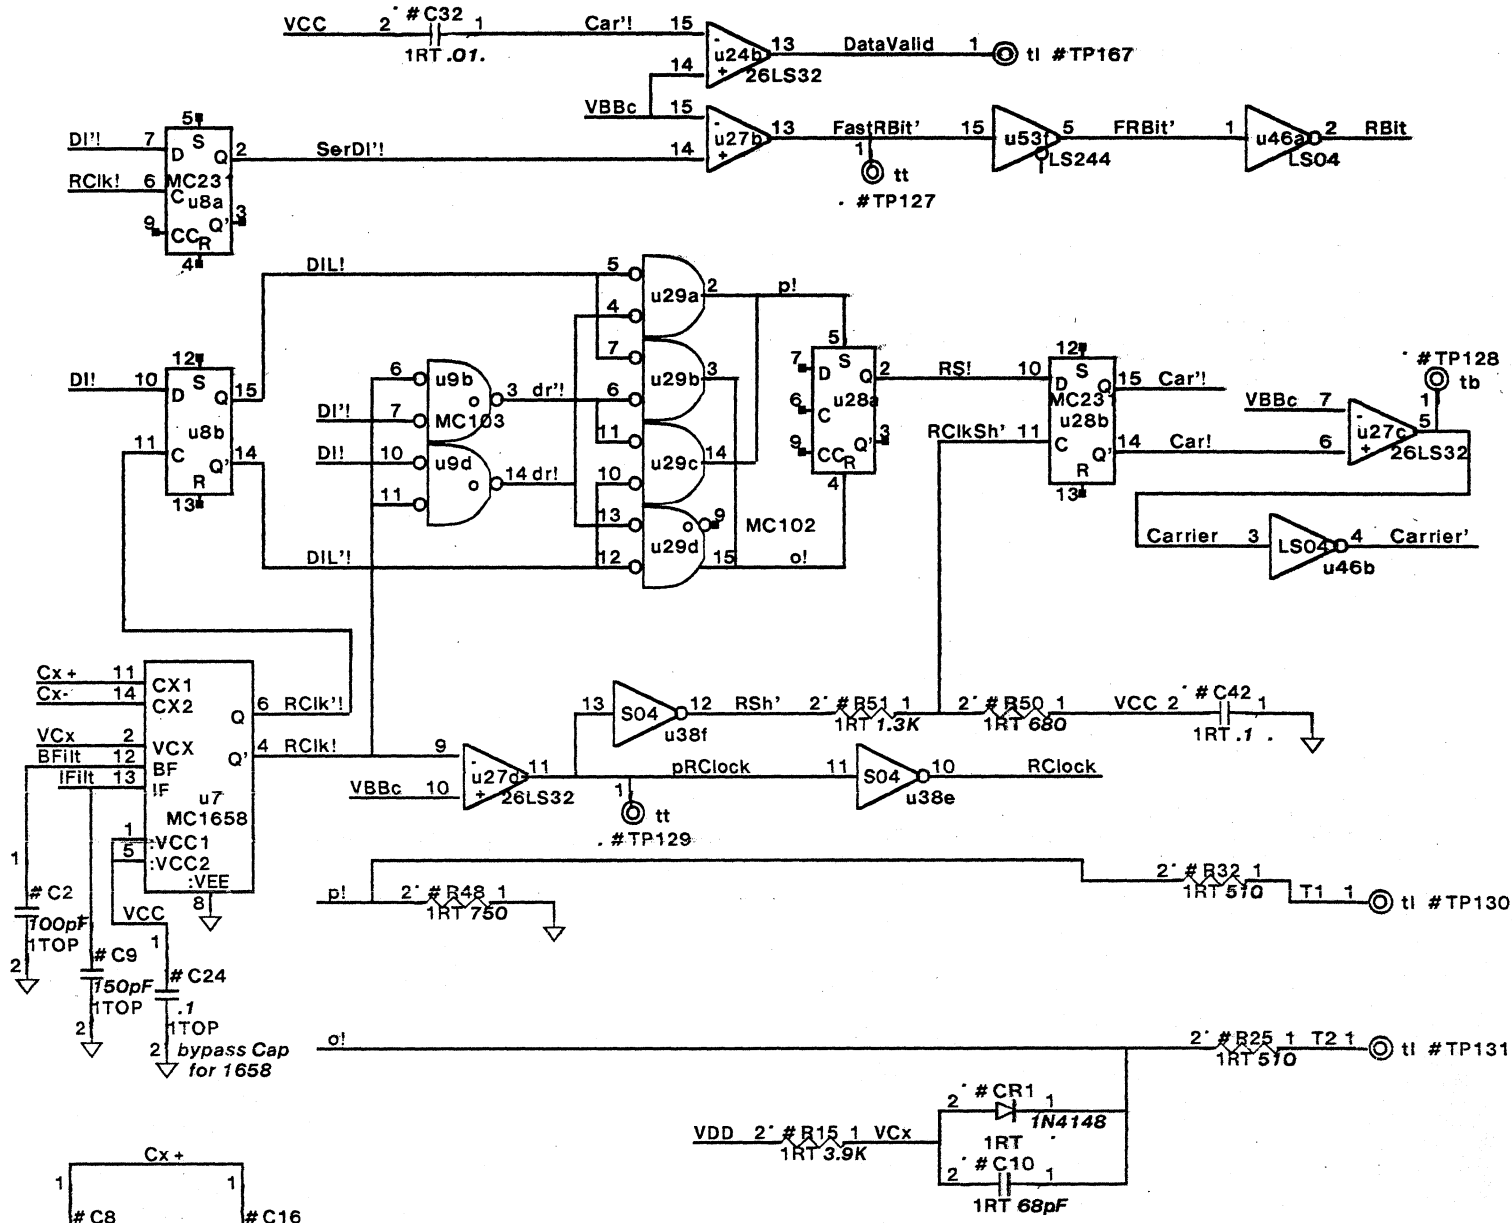 VCC 2 #C32 1 Car'! 15
1RT .01.
- u24b + 13 DataValid 1 tl #TP167
14 26LS32
VBBc 15
- u27b + 13 FastRBit' 15 u53f 5 FRBit' 1 u46a 2 RBit
LS244 LS04
1 tt
#TP127
5
DI'! 7 D S Q 2 SerDI'! 14
RClk! 6 C MC231
u8a
3 Q'
9 CC R
4
DIL! 5 u29a 2 p!
4
12
DI! 10 D S Q 15
u8b
11 C Q' 14
R
13
6 u9b 3 dr'!
DI'! 7 MC103
DI! 10 u9d 14 dr!
11
7 u29b 3
6
11 u29c 14
10
13 u29d 9 MC102
DIL'! 12 15 o!
5
7 D S Q 2 RS! 10
u28a
6 C
3 Q'
9 CC R
4
12
D S Q 15 Car'!
MC231
u28b
RClkSh' 11 C Q' 14 Car! 6
R
13
#TP128
tb
1
VBBc 7 - u27c 5
26LS32
Carrier 3 LS04 4 Carrier'
u46b
Cx+ 11 CX1
Cx- 14 CX2
Q 6 RClk'!
VCx 2 VCX
BFilt 12 BF
IFilt 13 IF
Q' 4 RClk! 9
u7
MC1658
1 :VCC1
5 :VCC2
:VEE
8
VBBc 10 - u27d + 11
26LS32
13 S04 12 RSh' 2 #R51 1
u38f 1RT 1.3K
2 #R50 1 VCC 2 #C42 1
1RT 680 1RT .1 .
pRClock 11 S04 10 RClock
u38e
1 tt
#TP129
p! 2 #R48 1
1RT 750
2 #R32 1
1RT 510 T1 1 tl #TP130
1
#C2
100pF
1TOP
2
#C9
150pF
1TOP
2
VCC
1
#C24
.1
1TOP
2 bypass Cap
for 1658
o! 2 #R25 1 T2 1 tl #TP131
1RT 510
2 #CR1 1
1N4148
1RT
VDD 2 #R15 1 VCx
1RT 3.9K
2 #C10 1
1RT 68pF
Cx+
1 1
#C8 #C16